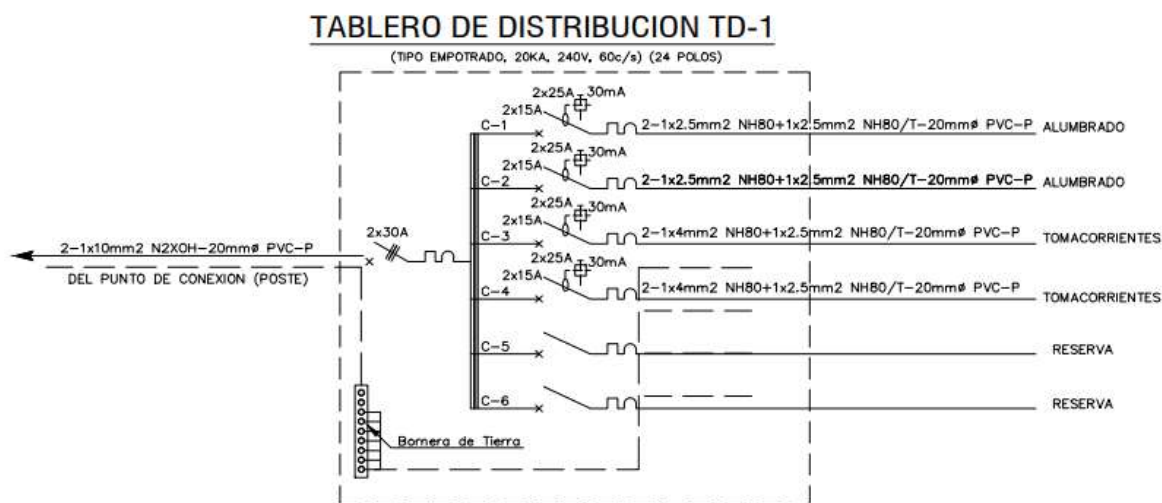 TABLERO DE DISTRIBUCION TD-1
(TIPO EMPOTRADO, 20KA, 240V, 60c/s) (24 POLOS)
2x25A 30mA
2x15A
C-1 2-1x2.5mm2 NH80+1x2.5mm2 NH80/T-20mmø PVC-P ALUMBRADO
2x25A 30mA
2x15A
C-2 2-1x2.5mm2 NH80+1x2.5mm2 NH80/T-20mmø PVC-P ALUMBRADO
2x25A 30mA
2x15A
C-3 2-1x4mm2 NH80+1x2.5mm2 NH80/T-20mmø PVC-P TOMACORRIENTES
2x30A
2-1x10mm2 N2XOH-20mmø PVC-P
DEL PUNTO DE CONEXION (POSTE)
2x25A 30mA
2x15A
C-4 2-1x4mm2 NH80+1x2.5mm2 NH80/T-20mmø PVC-P TOMACORRIENTES
C-5 RESERVA
C-6 RESERVA
Bornera de Tierra